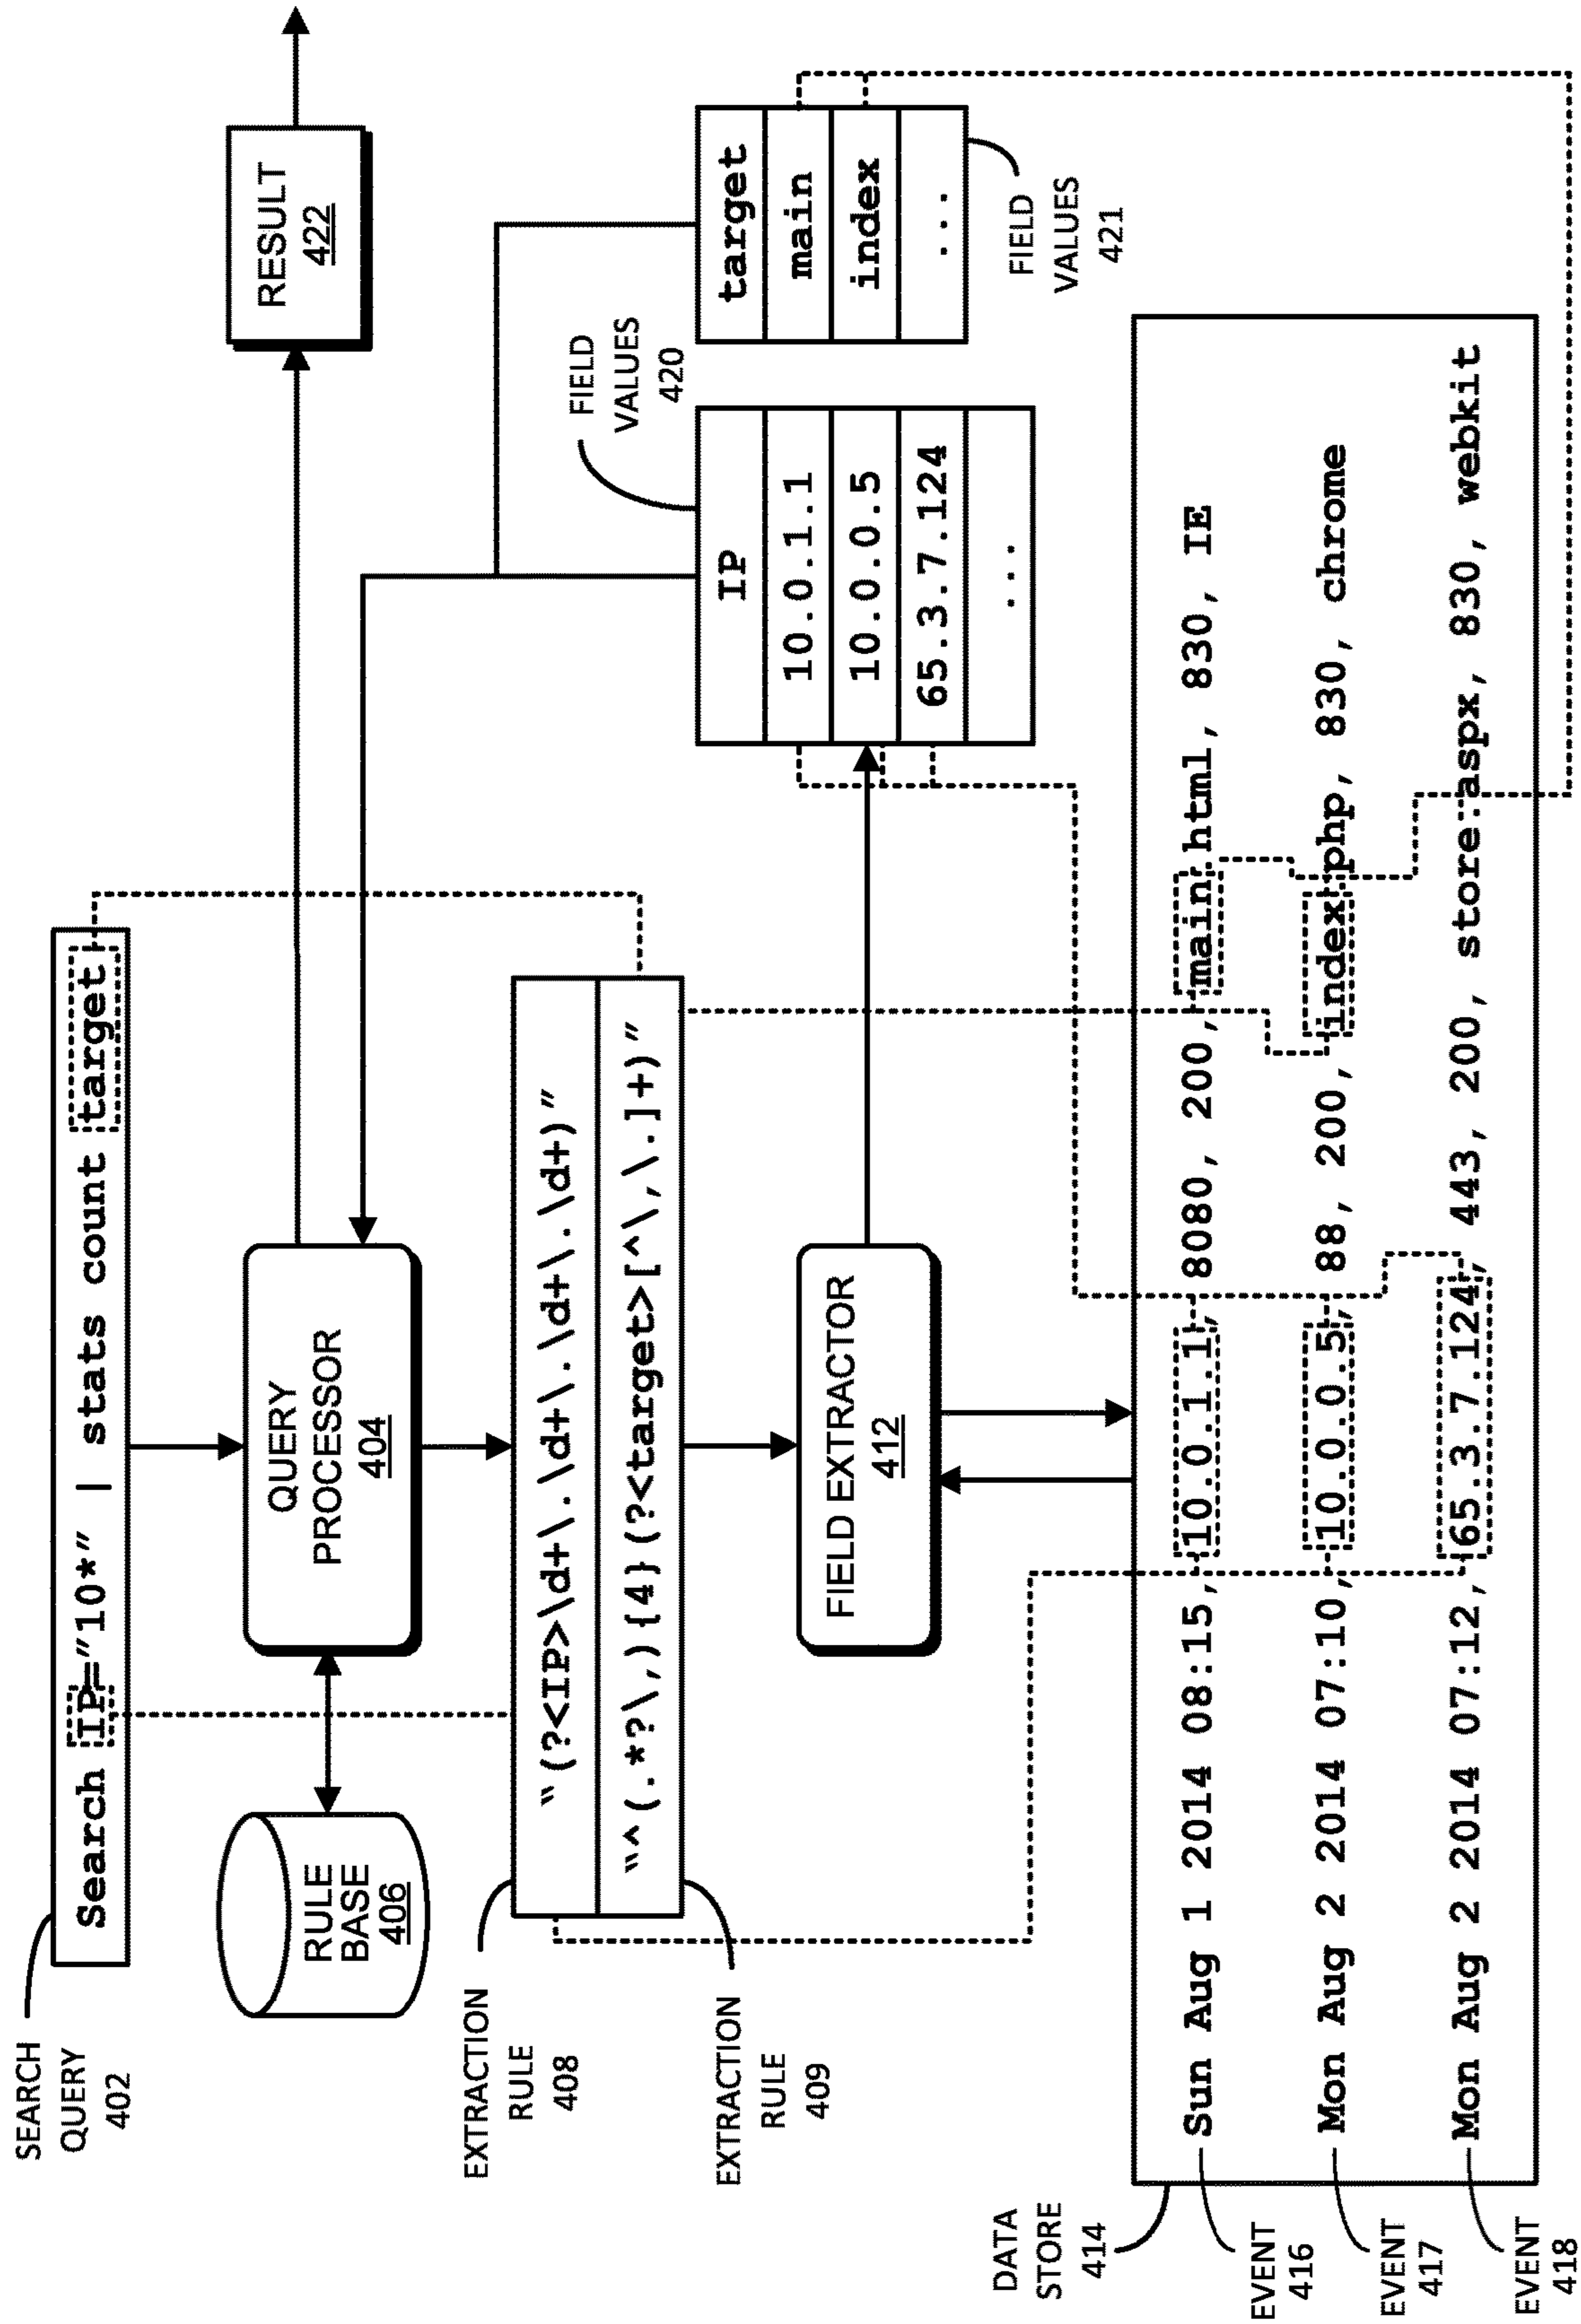 SEARCH
QUERY
402
Search IP="10*" | stats count target
RULE
BASE
406
QUERY
PROCESSOR
404
RESULT
422
EXTRACTION
RULE
408
"(?<IP>\d+\.\d+\.\d+\.\d+)"
"^(.*?\,){4}(?<target>[^\,\.]+)"
EXTRACTION
RULE
409
FIELD EXTRACTOR
412
FIELD
VALUES
420
IP
10.0.1.1
10.0.0.5
65.3.7.124
...
target
main
index
...
FIELD
VALUES
421
DATA
STORE
414
Sun Aug 1 2014 08:15, 10.0.1.1, 8080, 200, main.html, 830, IE
EVENT
416
Mon Aug 2 2014 07:10, 10.0.0.5, 88, 200, index.php, 830, chrome
EVENT
417
Mon Aug 2 2014 07:12, 65.3.7.124, 443, 200, store.aspx, 830, webkit
EVENT
418